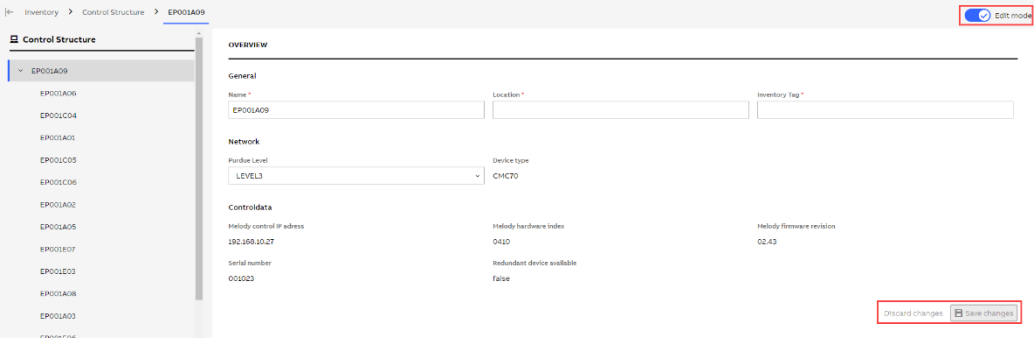 Inventory > Control Structure > EP001A09
Edit mode
Control Structure
EP001A09
EP001A06
EP001C04
EP001A01
EP001C05
EP001C06
EP001A02
EP001A05
EP001E07
EP001E03
EP001A08
EP001A03
OVERVIEW
General
Name * Location * Inventory Tag *
EP001A09
Network
Purdue Level Device type
LEVEL3 CMC70
Controldata
Melody control IP adress Melody hardware index Melody firmware revision
192.168.10.27 0410 02.43
Serial number Redundant device available
001023 false
Discard changes Save changes